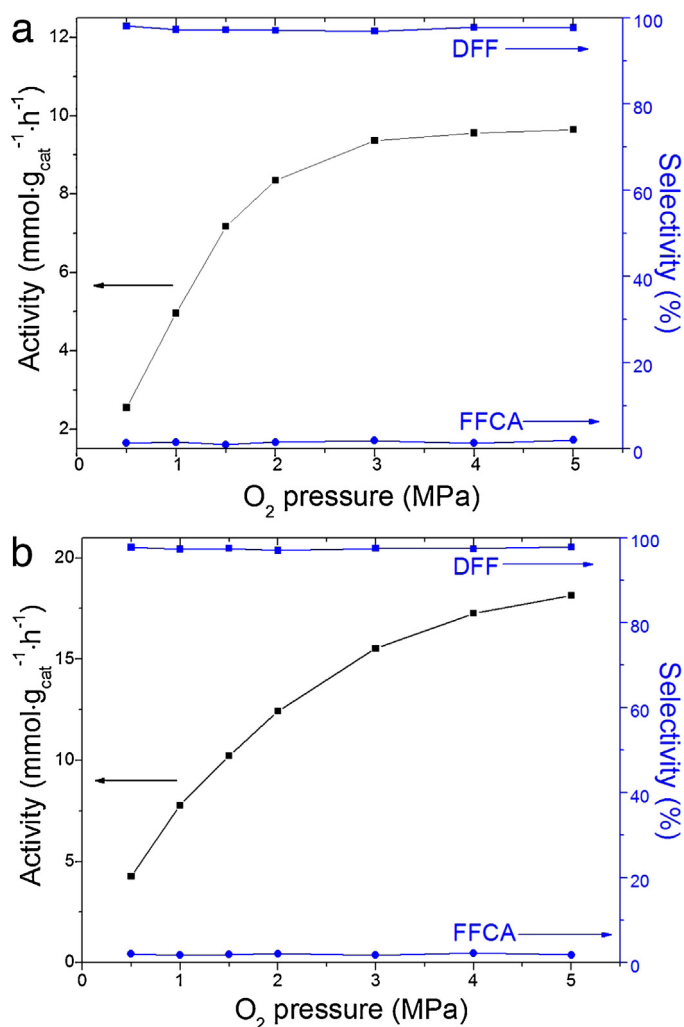 a
12
10
8
6
4
2
Activity (mmol·g_cat^-1·h^-1)
100
80
60
40
20
0
Selectivity (%)
DFF
FFCA
0 1 2 3 4 5
O₂ pressure (MPa)
b
20
15
10
5
0
Activity (mmol·g_cat^-1·h^-1)
100
80
60
40
20
0
Selectivity (%)
DFF
FFCA
0 1 2 3 4 5
O₂ pressure (MPa)